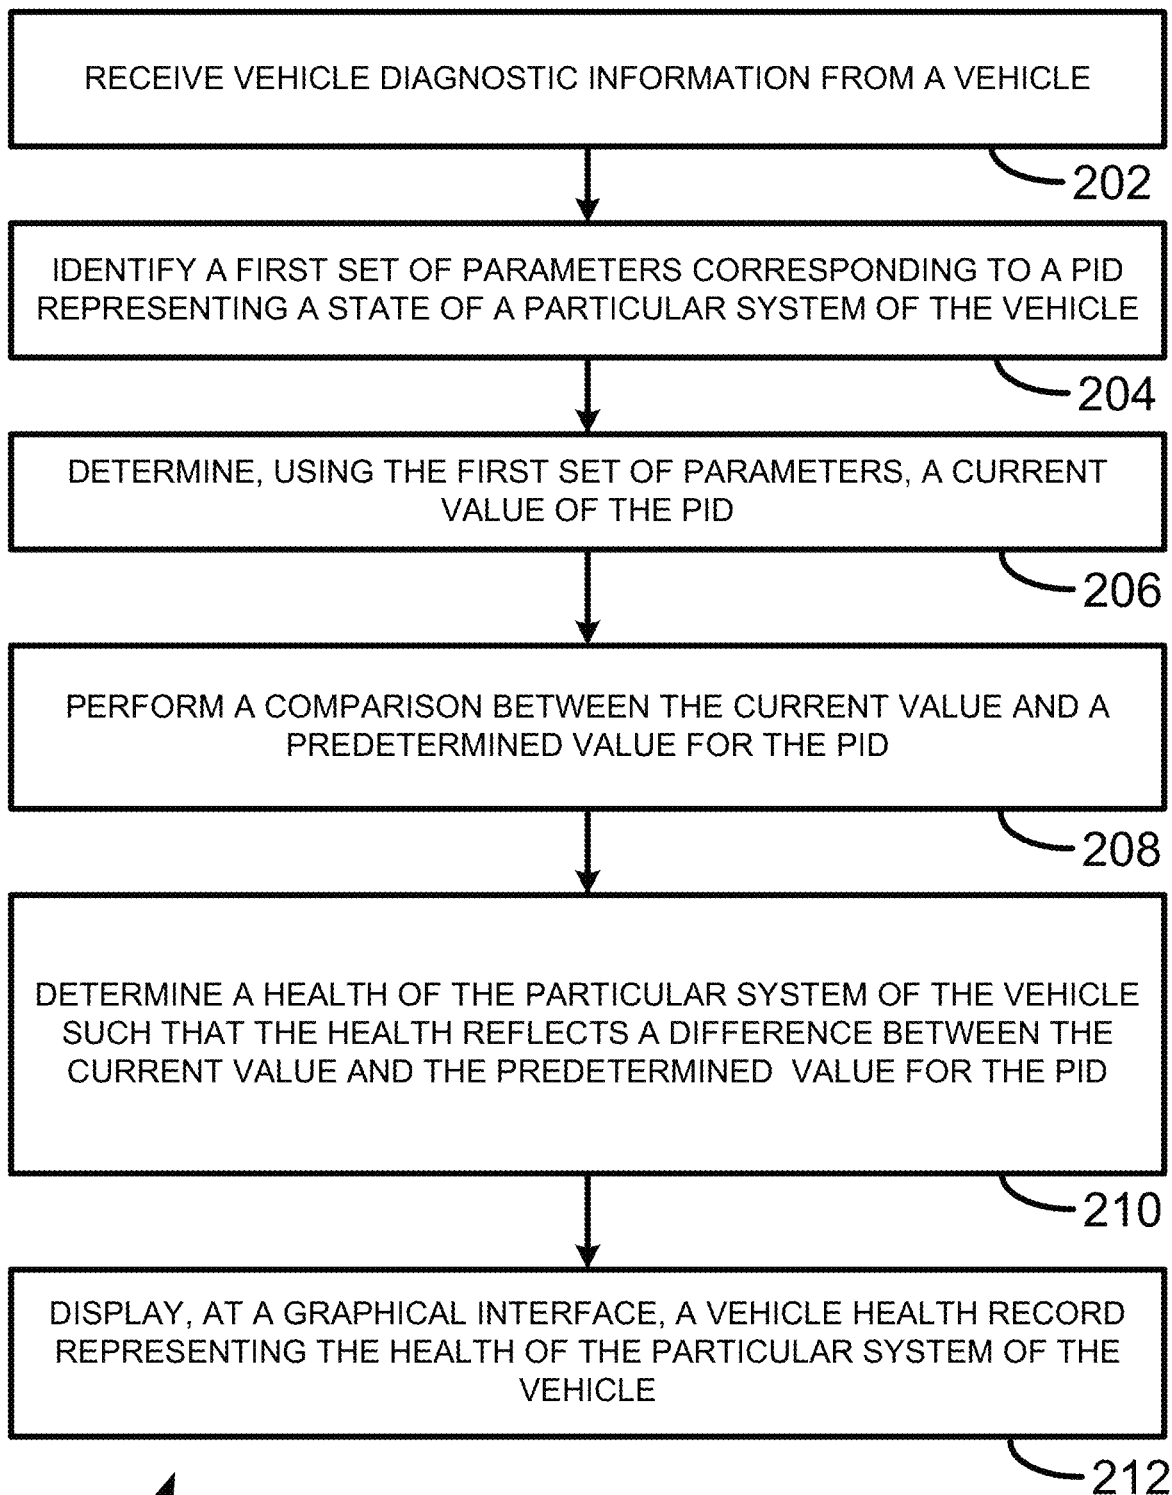 RECEIVE VEHICLE DIAGNOSTIC INFORMATION FROM A VEHICLE
202
IDENTIFY A FIRST SET OF PARAMETERS CORRESPONDING TO A PID
REPRESENTING A STATE OF A PARTICULAR SYSTEM OF THE VEHICLE
204
DETERMINE, USING THE FIRST SET OF PARAMETERS, A CURRENT
VALUE OF THE PID
206
PERFORM A COMPARISON BETWEEN THE CURRENT VALUE AND A
PREDETERMINED VALUE FOR THE PID
208
DETERMINE A HEALTH OF THE PARTICULAR SYSTEM OF THE VEHICLE
SUCH THAT THE HEALTH REFLECTS A DIFFERENCE BETWEEN THE
CURRENT VALUE AND THE PREDETERMINED VALUE FOR THE PID
210
DISPLAY, AT A GRAPHICAL INTERFACE, A VEHICLE HEALTH RECORD
REPRESENTING THE HEALTH OF THE PARTICULAR SYSTEM OF THE
VEHICLE
212